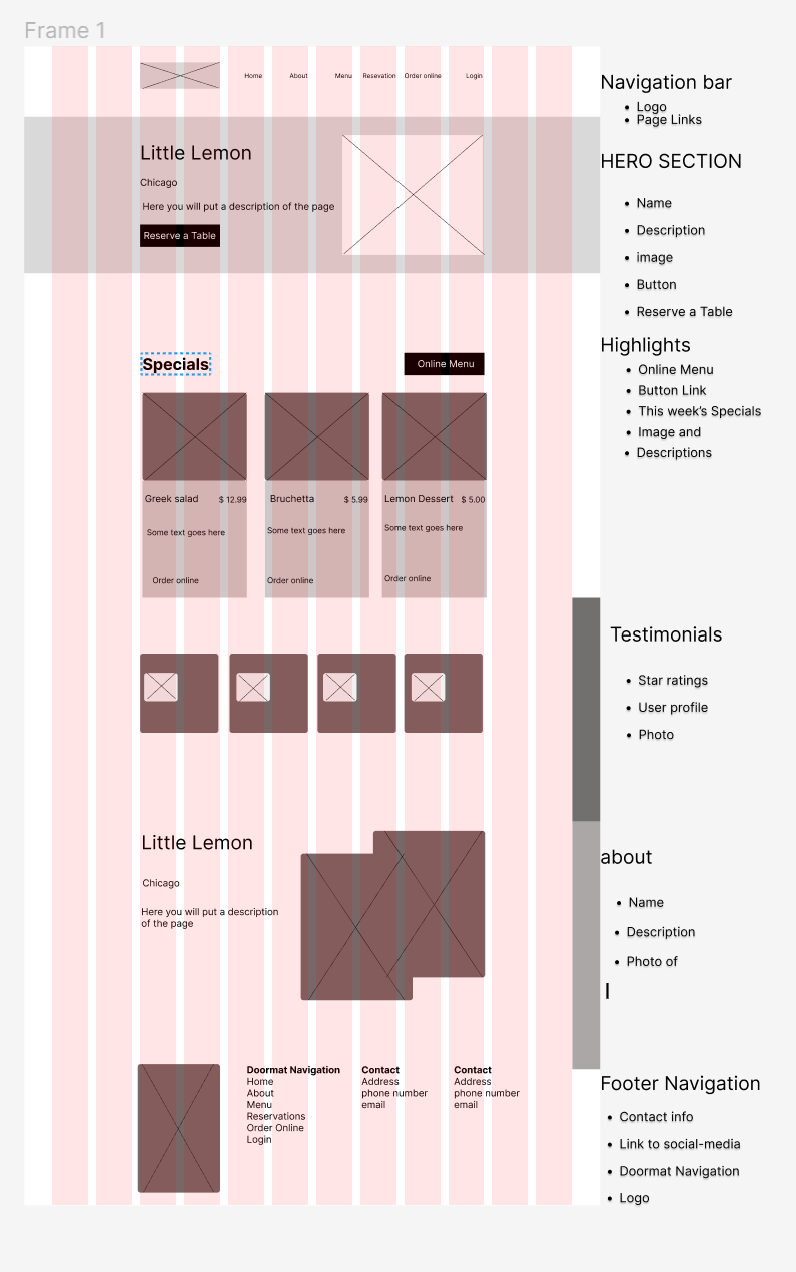 Frame 1
Home About Menu Resevation Order online Login
Little Lemon
Chicago
Here you will put a description of the page
Reserve a Table
Specials
Online Menu
Greek salad $ 12.99
Some text goes here
Order online
Bruchetta $ 5.99
Some text goes here
Order online
Lemon Dessert $ 5.00
Some text goes here
Order online
Little Lemon
Chicago
Here you will put a description
of the page
Doormat Navigation
Home
About
Menu
Reservations
Order Online
Login
Contact
Address
phone number
email
Contact
Address
phone number
email
Navigation bar
• Logo
• Page Links
HERO SECTION
• Name
• Description
• image
• Button
• Reserve a Table
Highlights
• Online Menu
• Button Link
• This week's Specials
• Image and
• Descriptions
Testimonials
• Star ratings
• User profile
• Photo
about
• Name
• Description
• Photo of
l
Footer Navigation
• Contact info
• Link to social-media
• Doormat Navigation
• Logo